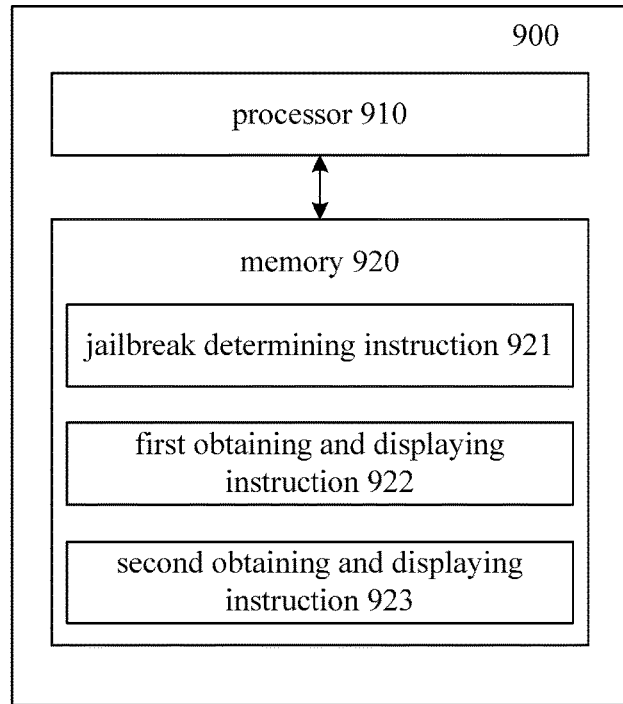 900
processor 910
memory 920
jailbreak determining instruction 921
first obtaining and displaying
instruction 922
second obtaining and displaying
instruction 923